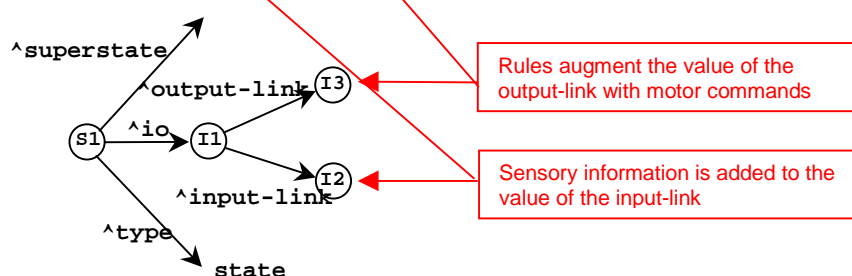 ^superstate
^output-link
I3
Rules augment the value of the
output-link with motor commands
S1
^io
I1
^input-link
I2
Sensory information is added to the
value of the input-link
^type
state